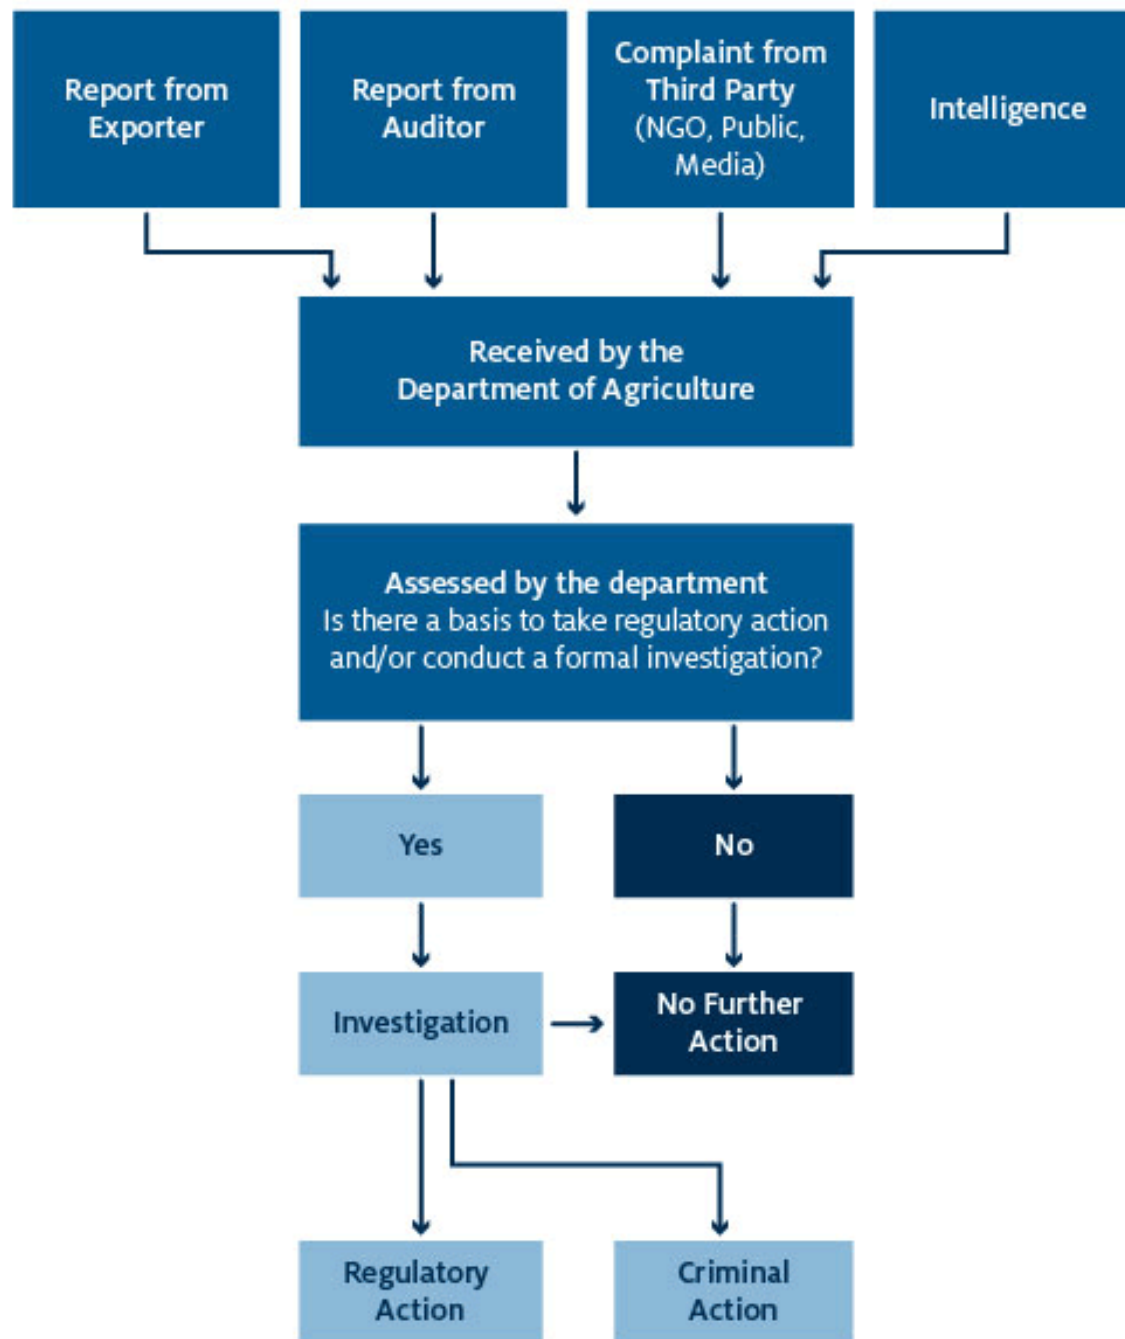 Report from
Exporter
Report from
Auditor
Complaint from
Third Party
(NGO, Public,
Media)
Intelligence
Received by the
Department of Agriculture
Assessed by the department
Is there a basis to take regulatory action
and/or conduct a formal investigation?
Yes
No
Investigation
No Further
Action
Regulatory
Action
Criminal
Action